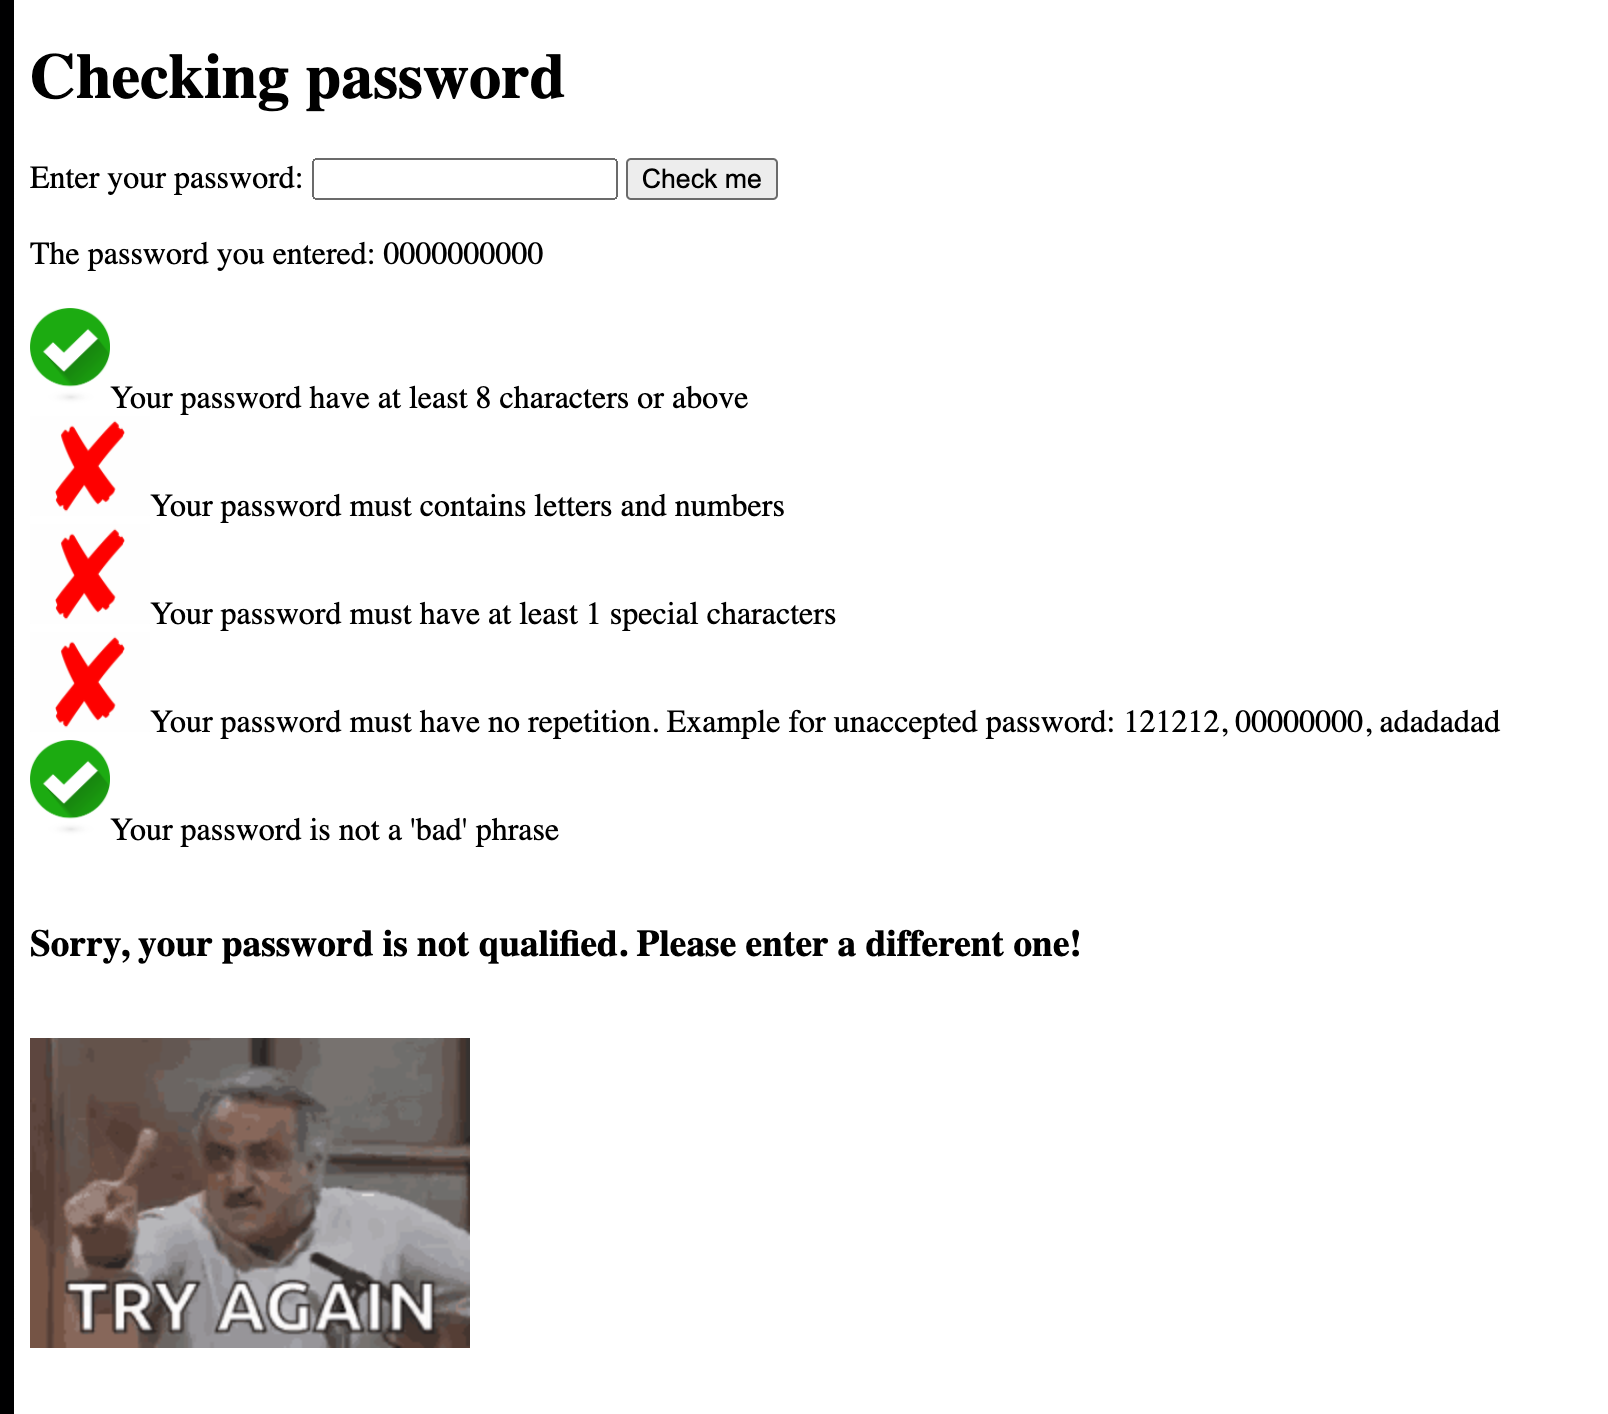 Checking password
Enter your password: Check me
The password you entered: 0000000000
Your password have at least 8 characters or above
Your password must contains letters and numbers
Your password must have at least 1 special characters
Your password must have no repetition. Example for unaccepted password: 121212, 00000000, adadadad
Your password is not a 'bad' phrase
Sorry, your password is not qualified. Please enter a different one!
TRY AGAIN